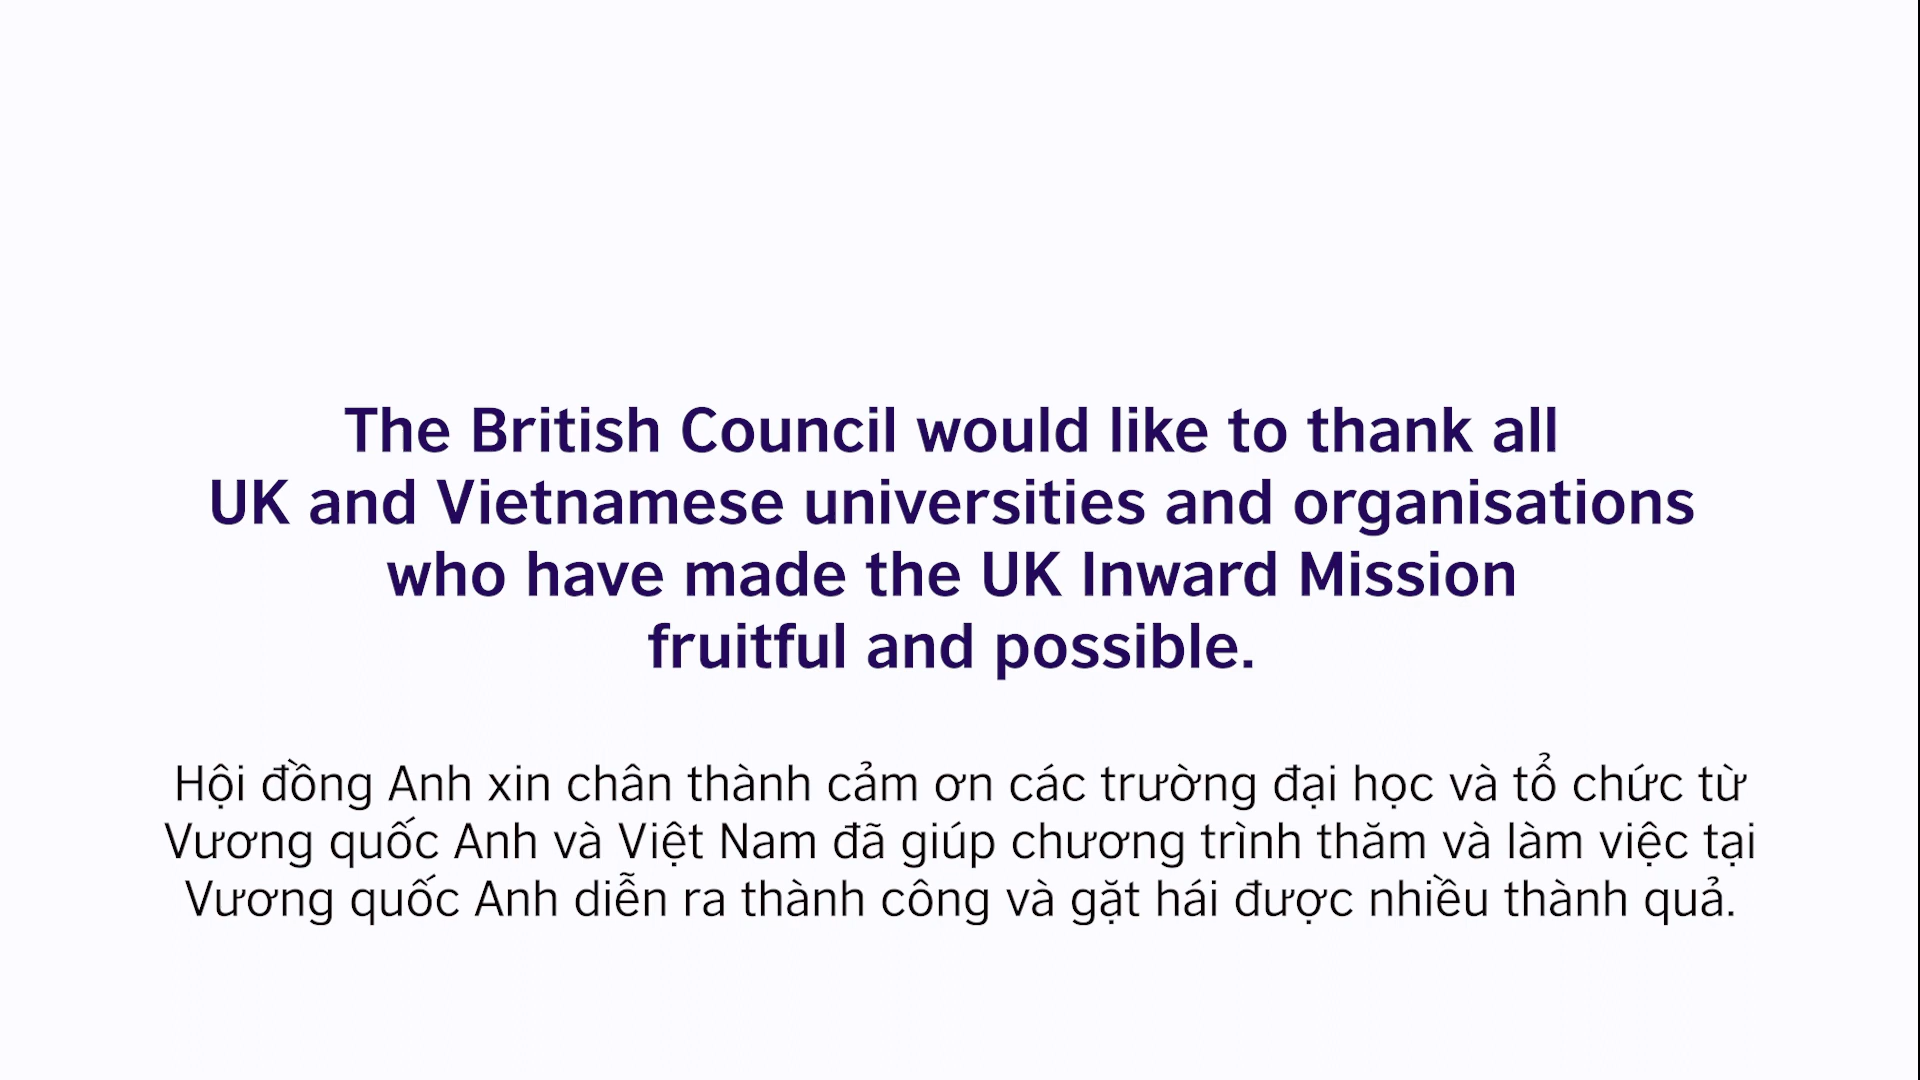 The British Council would like to thank all
UK and Vietnamese universities and organisations
who have made the UK Inward Mission
fruitful and possible.
Hội đồng Anh xin chân thành cảm ơn các trường đại học và tổ chức từ
Vương quốc Anh và Việt Nam đã giúp chương trình thăm và làm việc tại
Vương quốc Anh diễn ra thành công và gặt hái được nhiều thành quả.